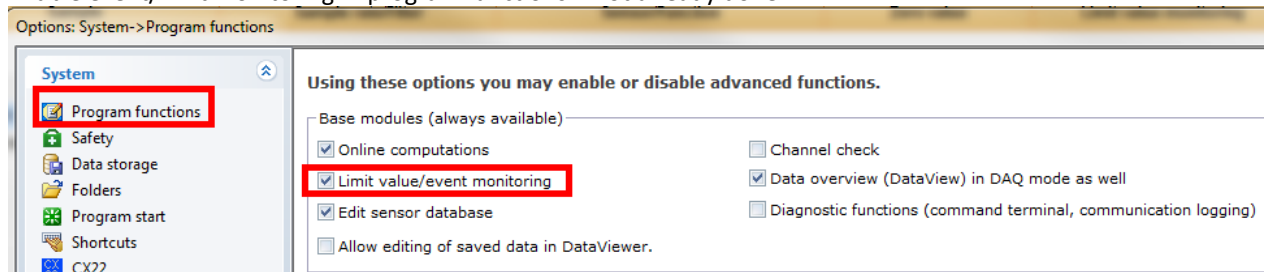 Options: System->Program functions
System
Program functions
Safety
Data storage
Folders
Program start
Shortcuts
CX22
Using these options you may enable or disable advanced functions.
Base modules (always available)
Online computations
Channel check
Limit value/event monitoring
Data overview (DataView) in DAQ mode as well
Edit sensor database
Diagnostic functions (command terminal, communication logging)
Allow editing of saved data in DataViewer.